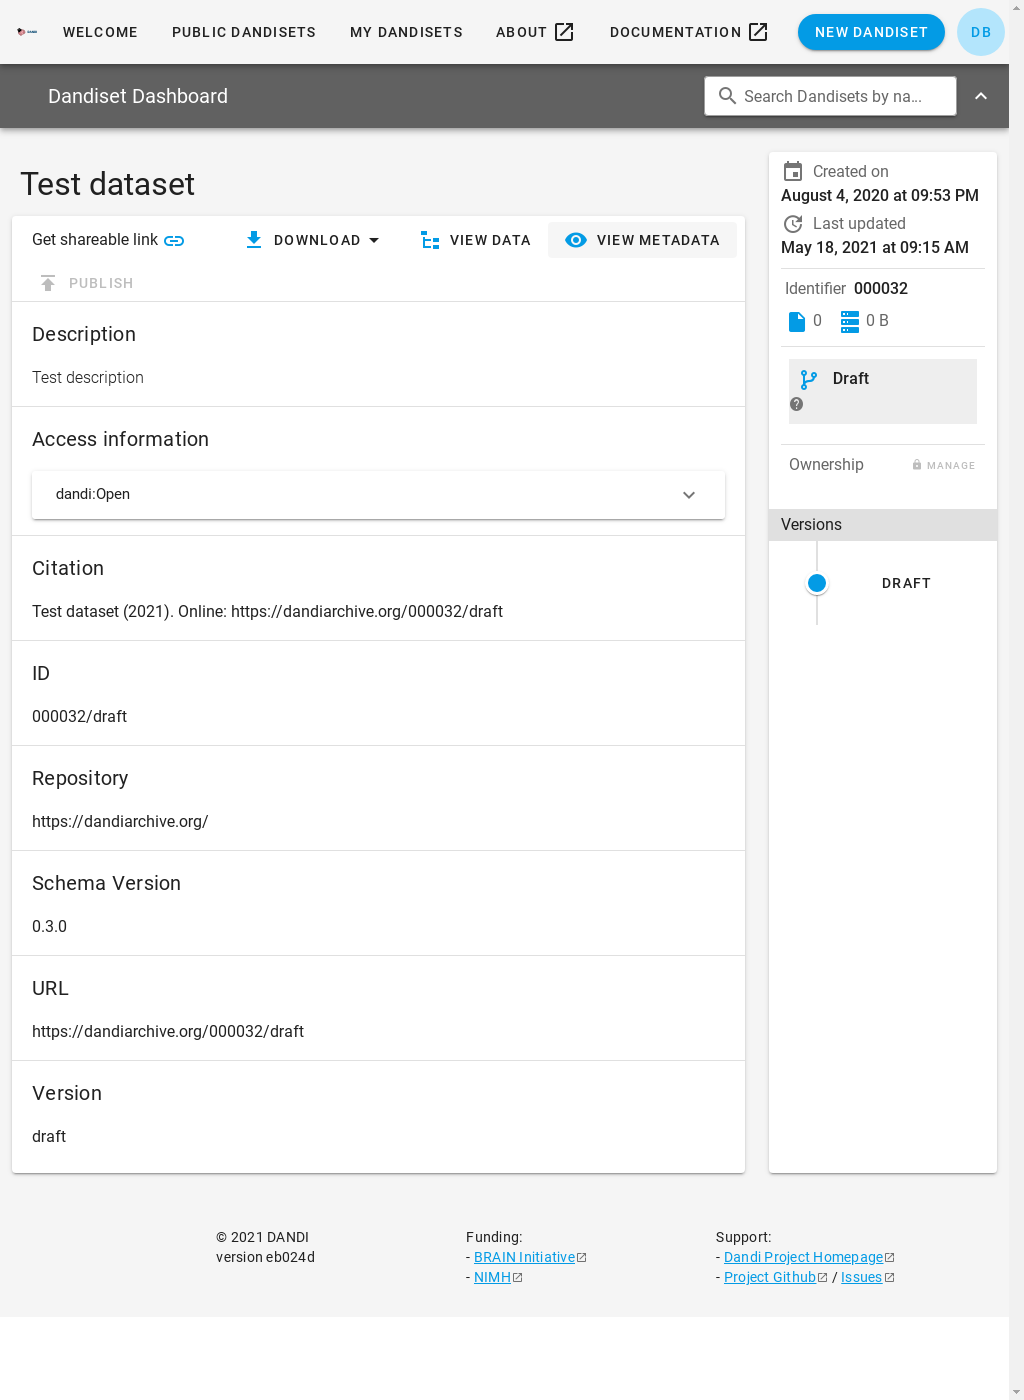 DANDI
WELCOME
PUBLIC DANDISETS
MY DANDISETS
ABOUT
DOCUMENTATION
NEW DANDISET
DB
Dandiset Dashboard
Search Dandisets by na...
Test dataset
Get shareable link
DOWNLOAD
VIEW DATA
VIEW METADATA
PUBLISH
Description
Test description
Access information
dandi:Open
Citation
Test dataset (2021). Online: https://dandiarchive.org/000032/draft
ID
000032/draft
Repository
https://dandiarchive.org/
Schema Version
0.3.0
URL
https://dandiarchive.org/000032/draft
Version
draft
Created on
August 4, 2020 at 09:53 PM
Last updated
May 18, 2021 at 09:15 AM
Identifier 000032
0
0 B
Draft
Ownership
MANAGE
Versions
DRAFT
© 2021 DANDI
version eb024d
Funding:
- BRAIN Initiative
- NIMH
Support:
- Dandi Project Homepage
- Project Github / Issues